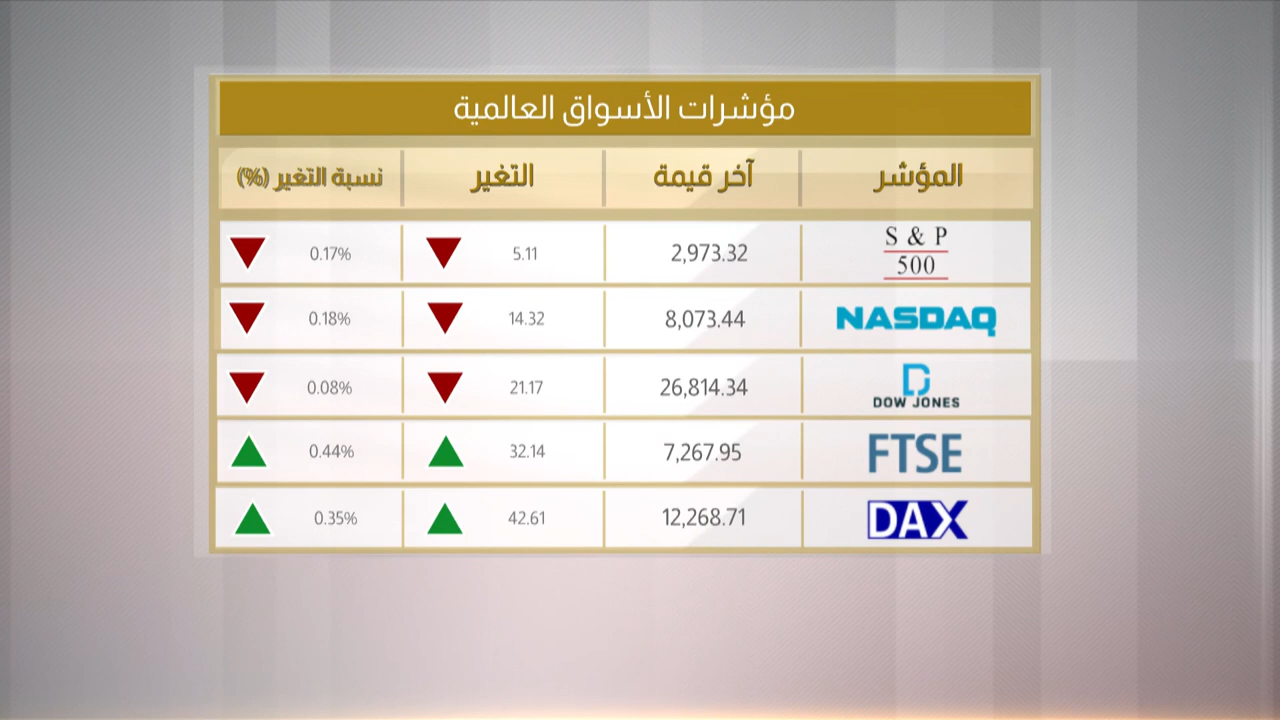 مؤشرات الأسواق العالمية
المؤشر آخر قيمة التغير نسبة التغير (%)
S & P 500 2,973.32 5.11 0.17%
NASDAQ 8,073.44 14.32 0.18%
DOW JONES 26,814.34 21.17 0.08%
FTSE 7,267.95 32.14 0.44%
DAX 12,268.71 42.61 0.35%